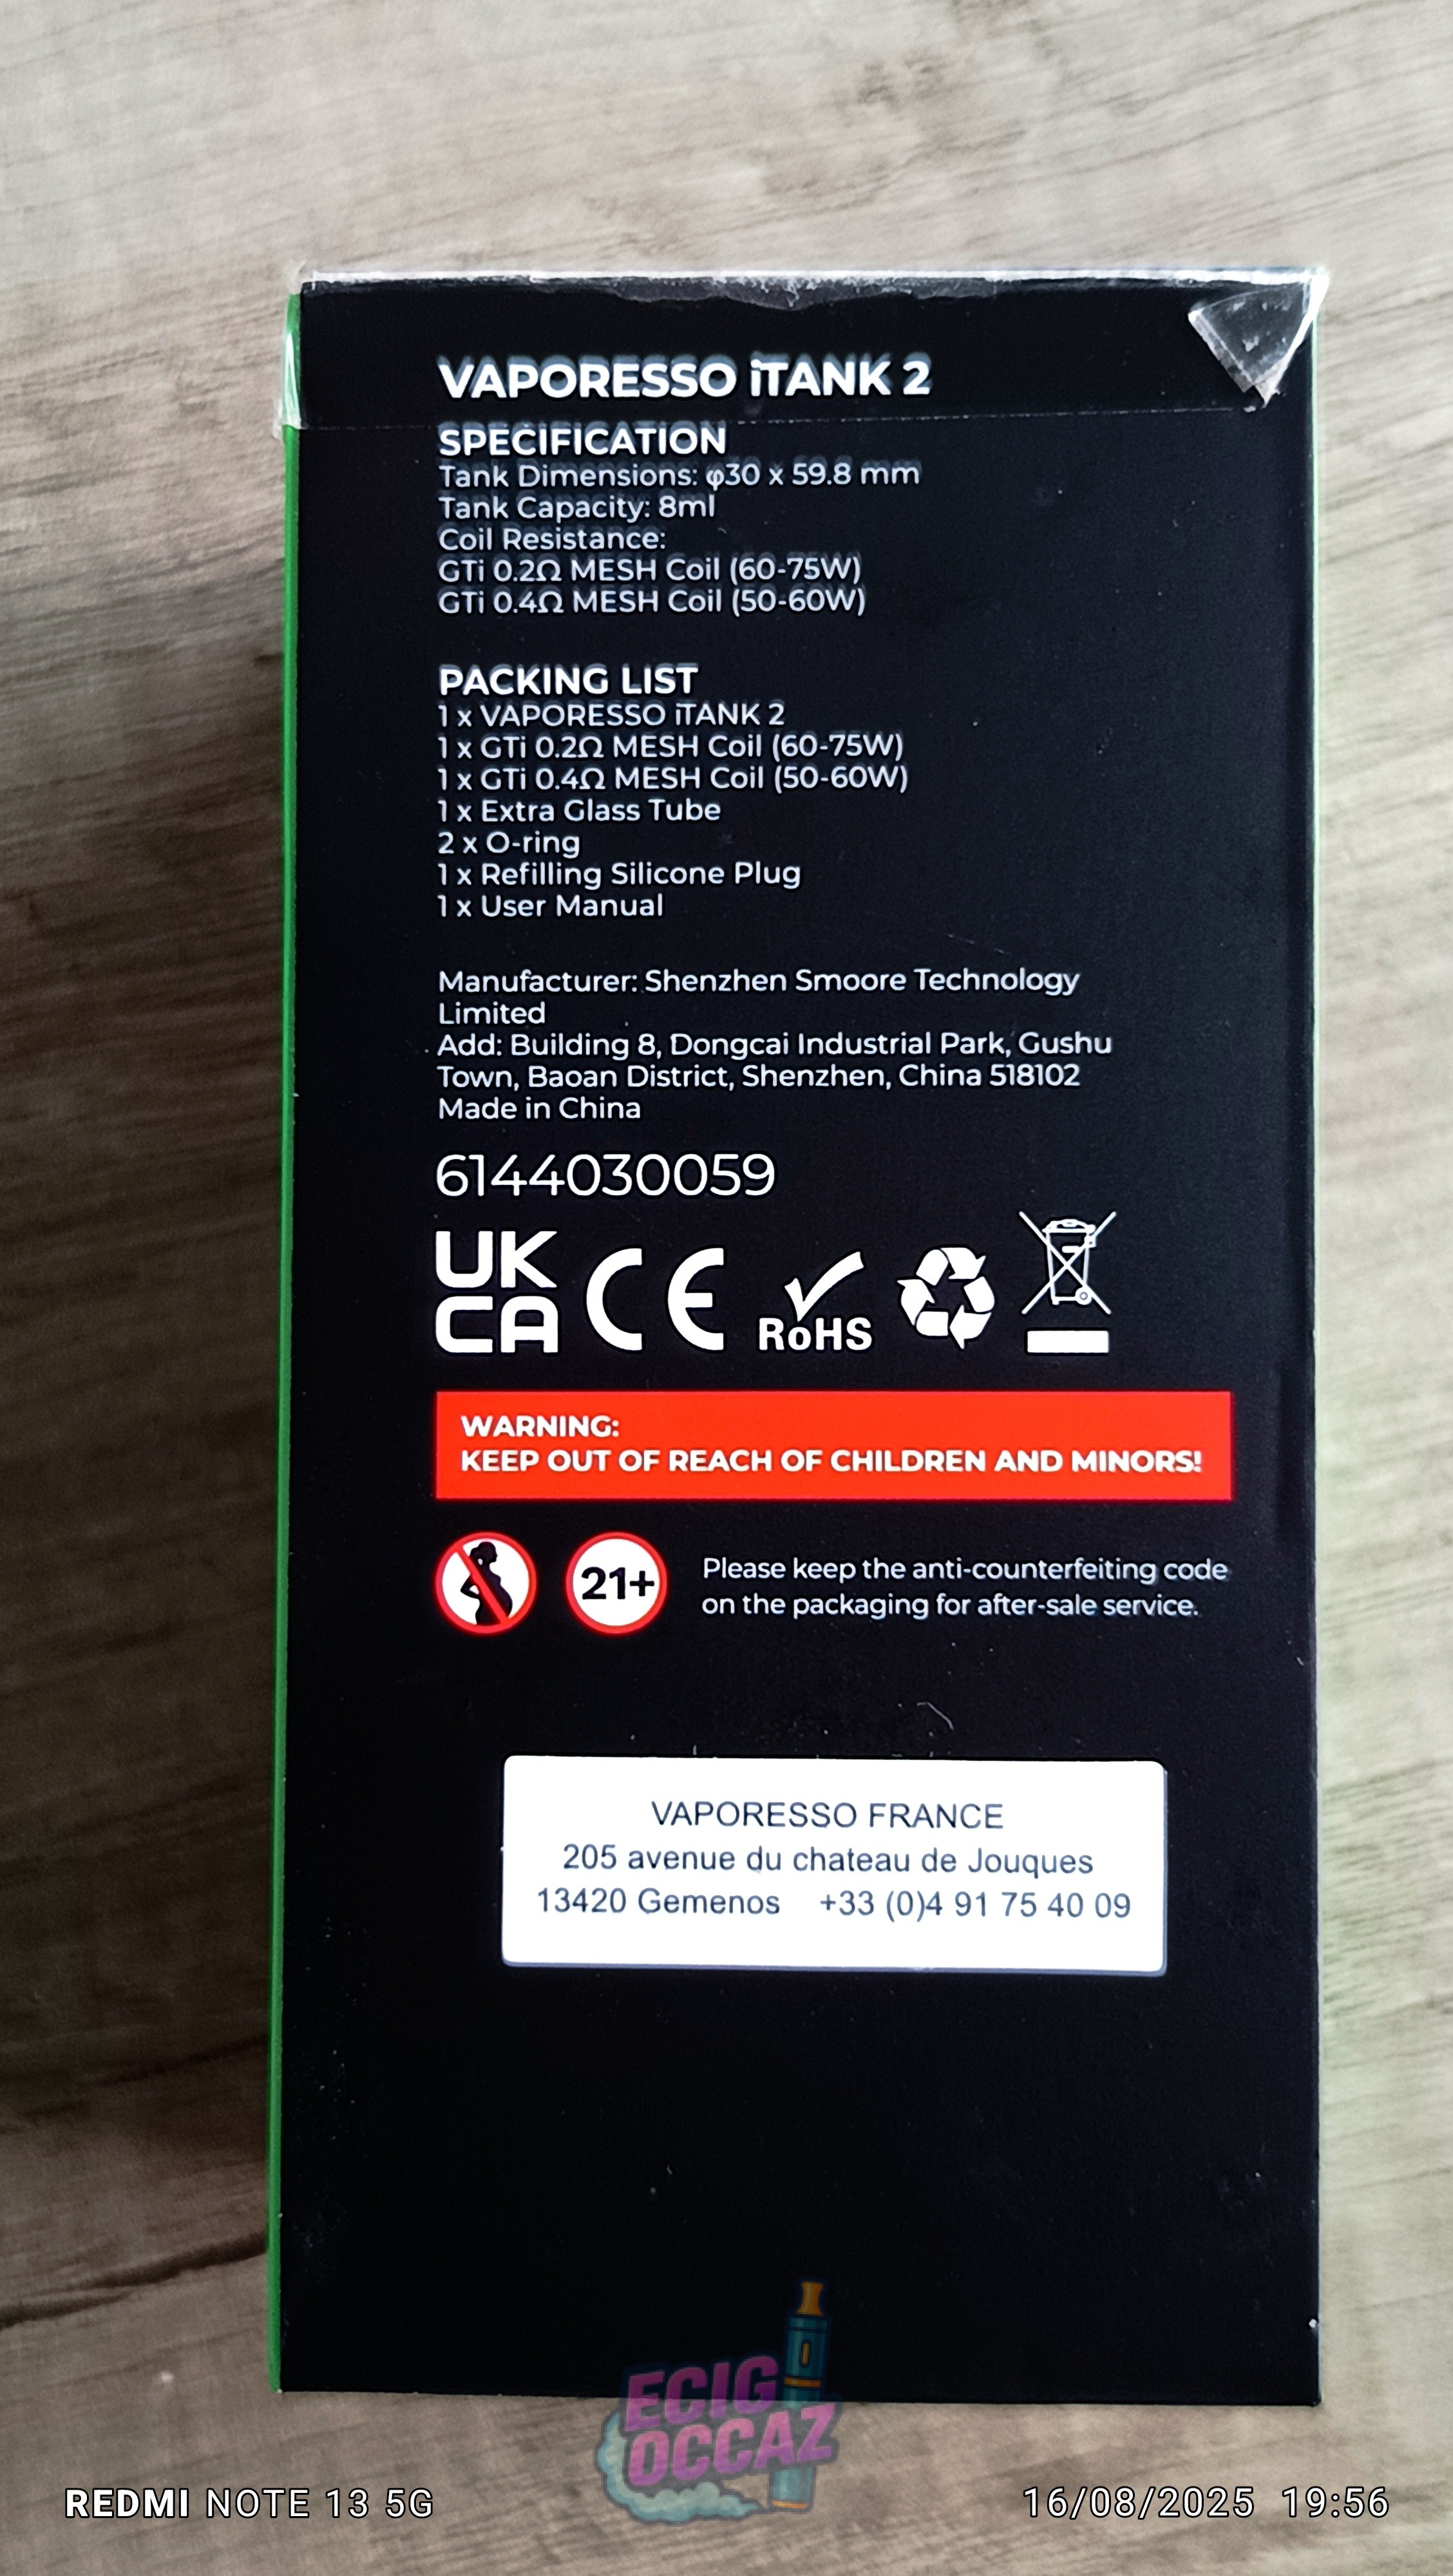 VAPORESSO iTANK 2
SPECIFICATION
Tank Dimensions: φ30 x 59.8 mm
Tank Capacity: 8ml
Coil Resistance:
GTi 0.2Ω MESH Coil (60-75W)
GTi 0.4Ω MESH Coil (50-60W)
PACKING LIST
1 x VAPORESSO iTANK 2
1 x GTi 0.2Ω MESH Coil (60-75W)
1 x GTi 0.4Ω MESH Coil (50-60W)
1 x Extra Glass Tube
2 x O-ring
1 x Refilling Silicone Plug
1 x User Manual
Manufacturer: Shenzhen Smoore Technology
Limited
Add: Building 8, Dongcai Industrial Park, Gushu
Town, Baoan District, Shenzhen, China 518102
Made in China
6144030059
UK
CA
CE
RoHS
WARNING:
KEEP OUT OF REACH OF CHILDREN AND MINORS!
21+
Please keep the anti-counterfeiting code
on the packaging for after-sale service.
VAPORESSO FRANCE
205 avenue du chateau de Jouques
13420 Gemenos +33 (0)4 91 75 40 09
ECIG
OCCAZ
REDMI NOTE 13 5G
16/08/2025 19:56